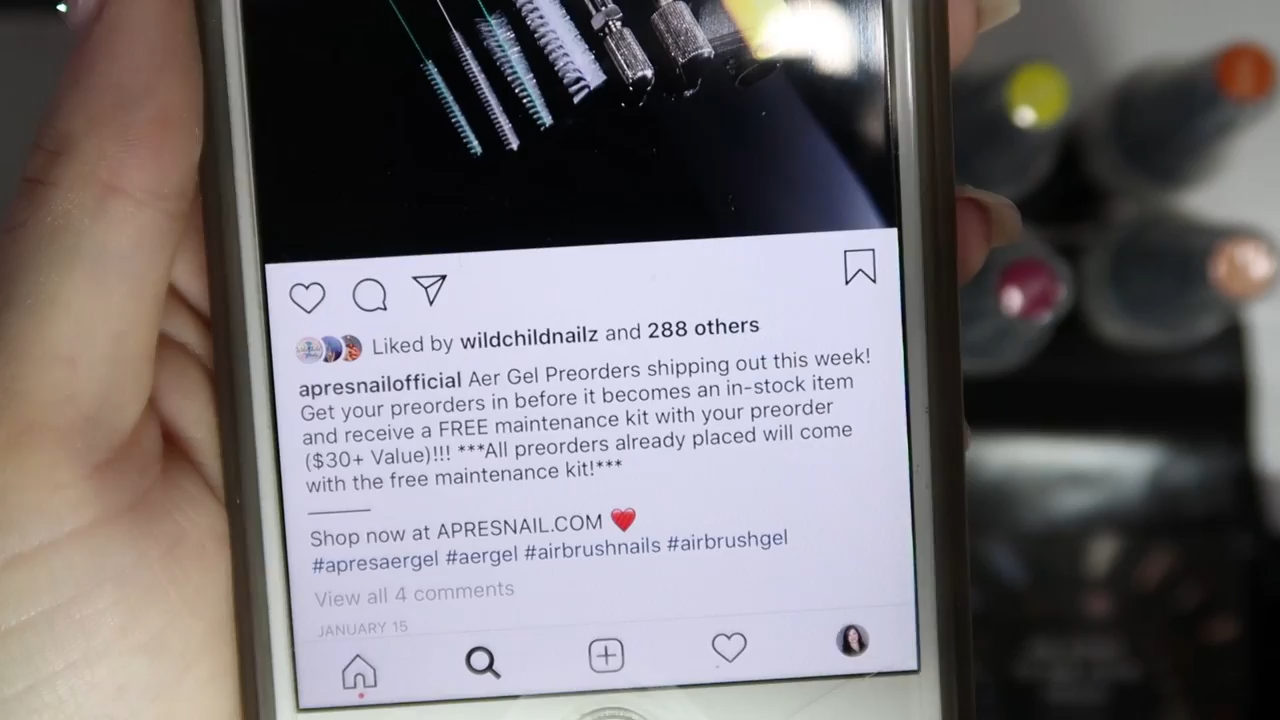 Liked by wildchildnailz and 288 others
apresnailofficial Aer Gel Preorders shipping out this week!
Get your preorders in before it becomes an in-stock item
and receive a FREE maintenance kit with your preorder
($30+ Value)!!! ***All preorders already placed will come
with the free maintenance kit!***
Shop now at APRESNAIL.COM ❤️
#apresaergel #aergel #airbrushnails #airbrushgel
View all 4 comments
JANUARY 15